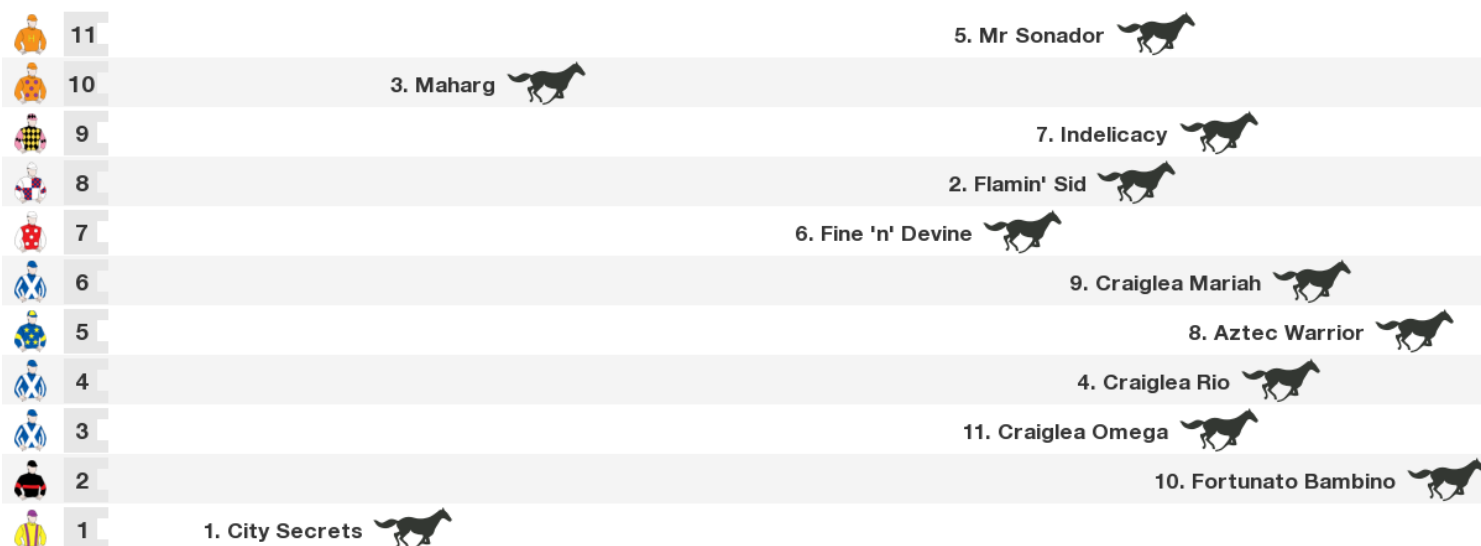 11 5. Mr Sonador
10 3. Maharg
9 7. Indelicacy
8 2. Flamin' Sid
7 6. Fine 'n' Devine
6 9. Craiglea Mariah
5 8. Aztec Warrior
4 4. Craiglea Rio
3 11. Craiglea Omega
2 10. Fortunato Bambino
1 1. City Secrets